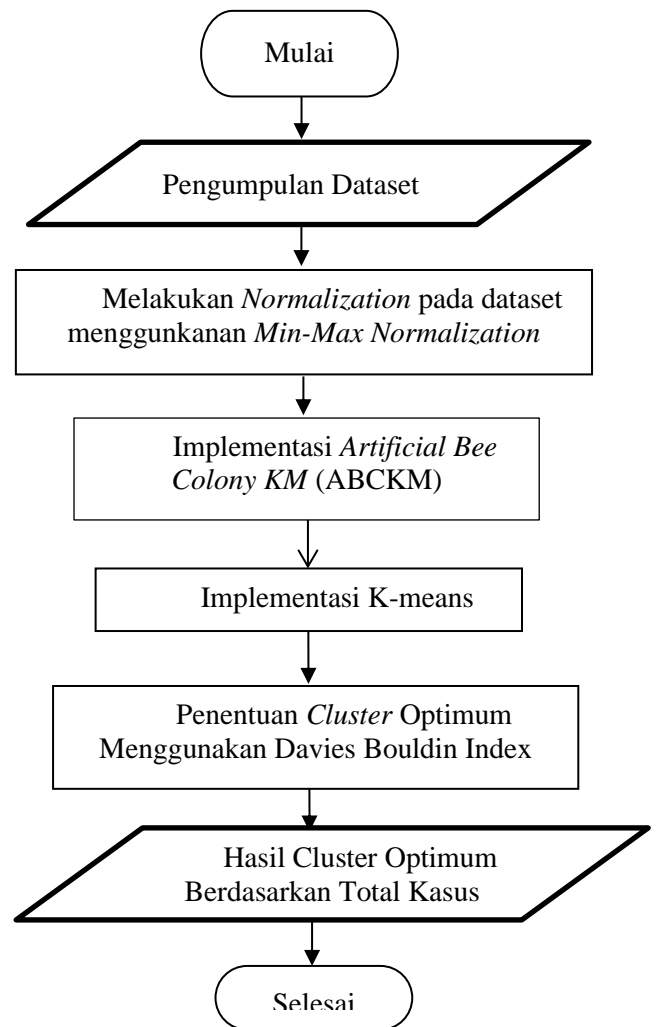 Mulai
Pengumpulan Dataset
Melakukan Normalization pada dataset
menggunkanan Min-Max Normalization
Implementasi Artificial Bee
Colony KM (ABCKM)
Implementasi K-means
Penentuan Cluster Optimum
Menggunakan Davies Bouldin Index
Hasil Cluster Optimum
Berdasarkan Total Kasus
Selesai